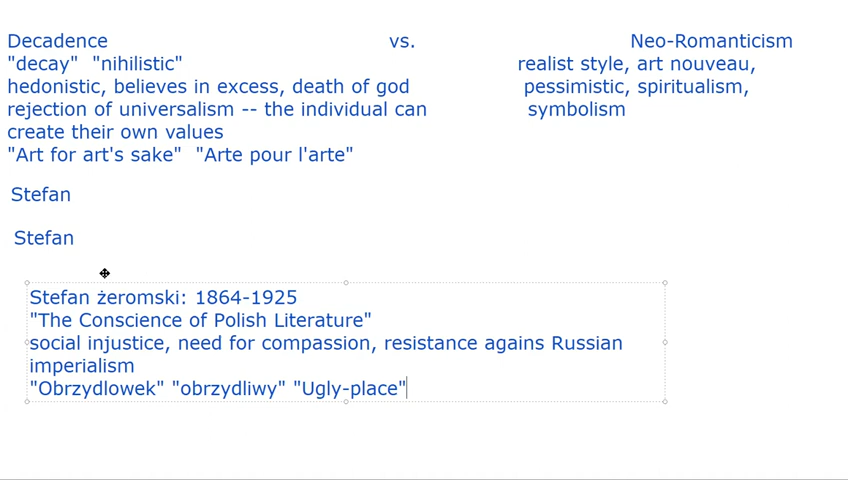 Decadence vs. Neo-Romanticism
"decay" "nihilistic" realist style, art nouveau,
hedonistic, believes in excess, death of god pessimistic, spiritualism,
rejection of universalism -- the individual can symbolism
create their own values
"Art for art's sake" "Arte pour l'arte"
Stefan
Stefan
Stefan żeromski: 1864-1925
"The Conscience of Polish Literature"
social injustice, need for compassion, resistance agains Russian
imperialism
"Obrzydlowek" "obrzydliwy" "Ugly-place"